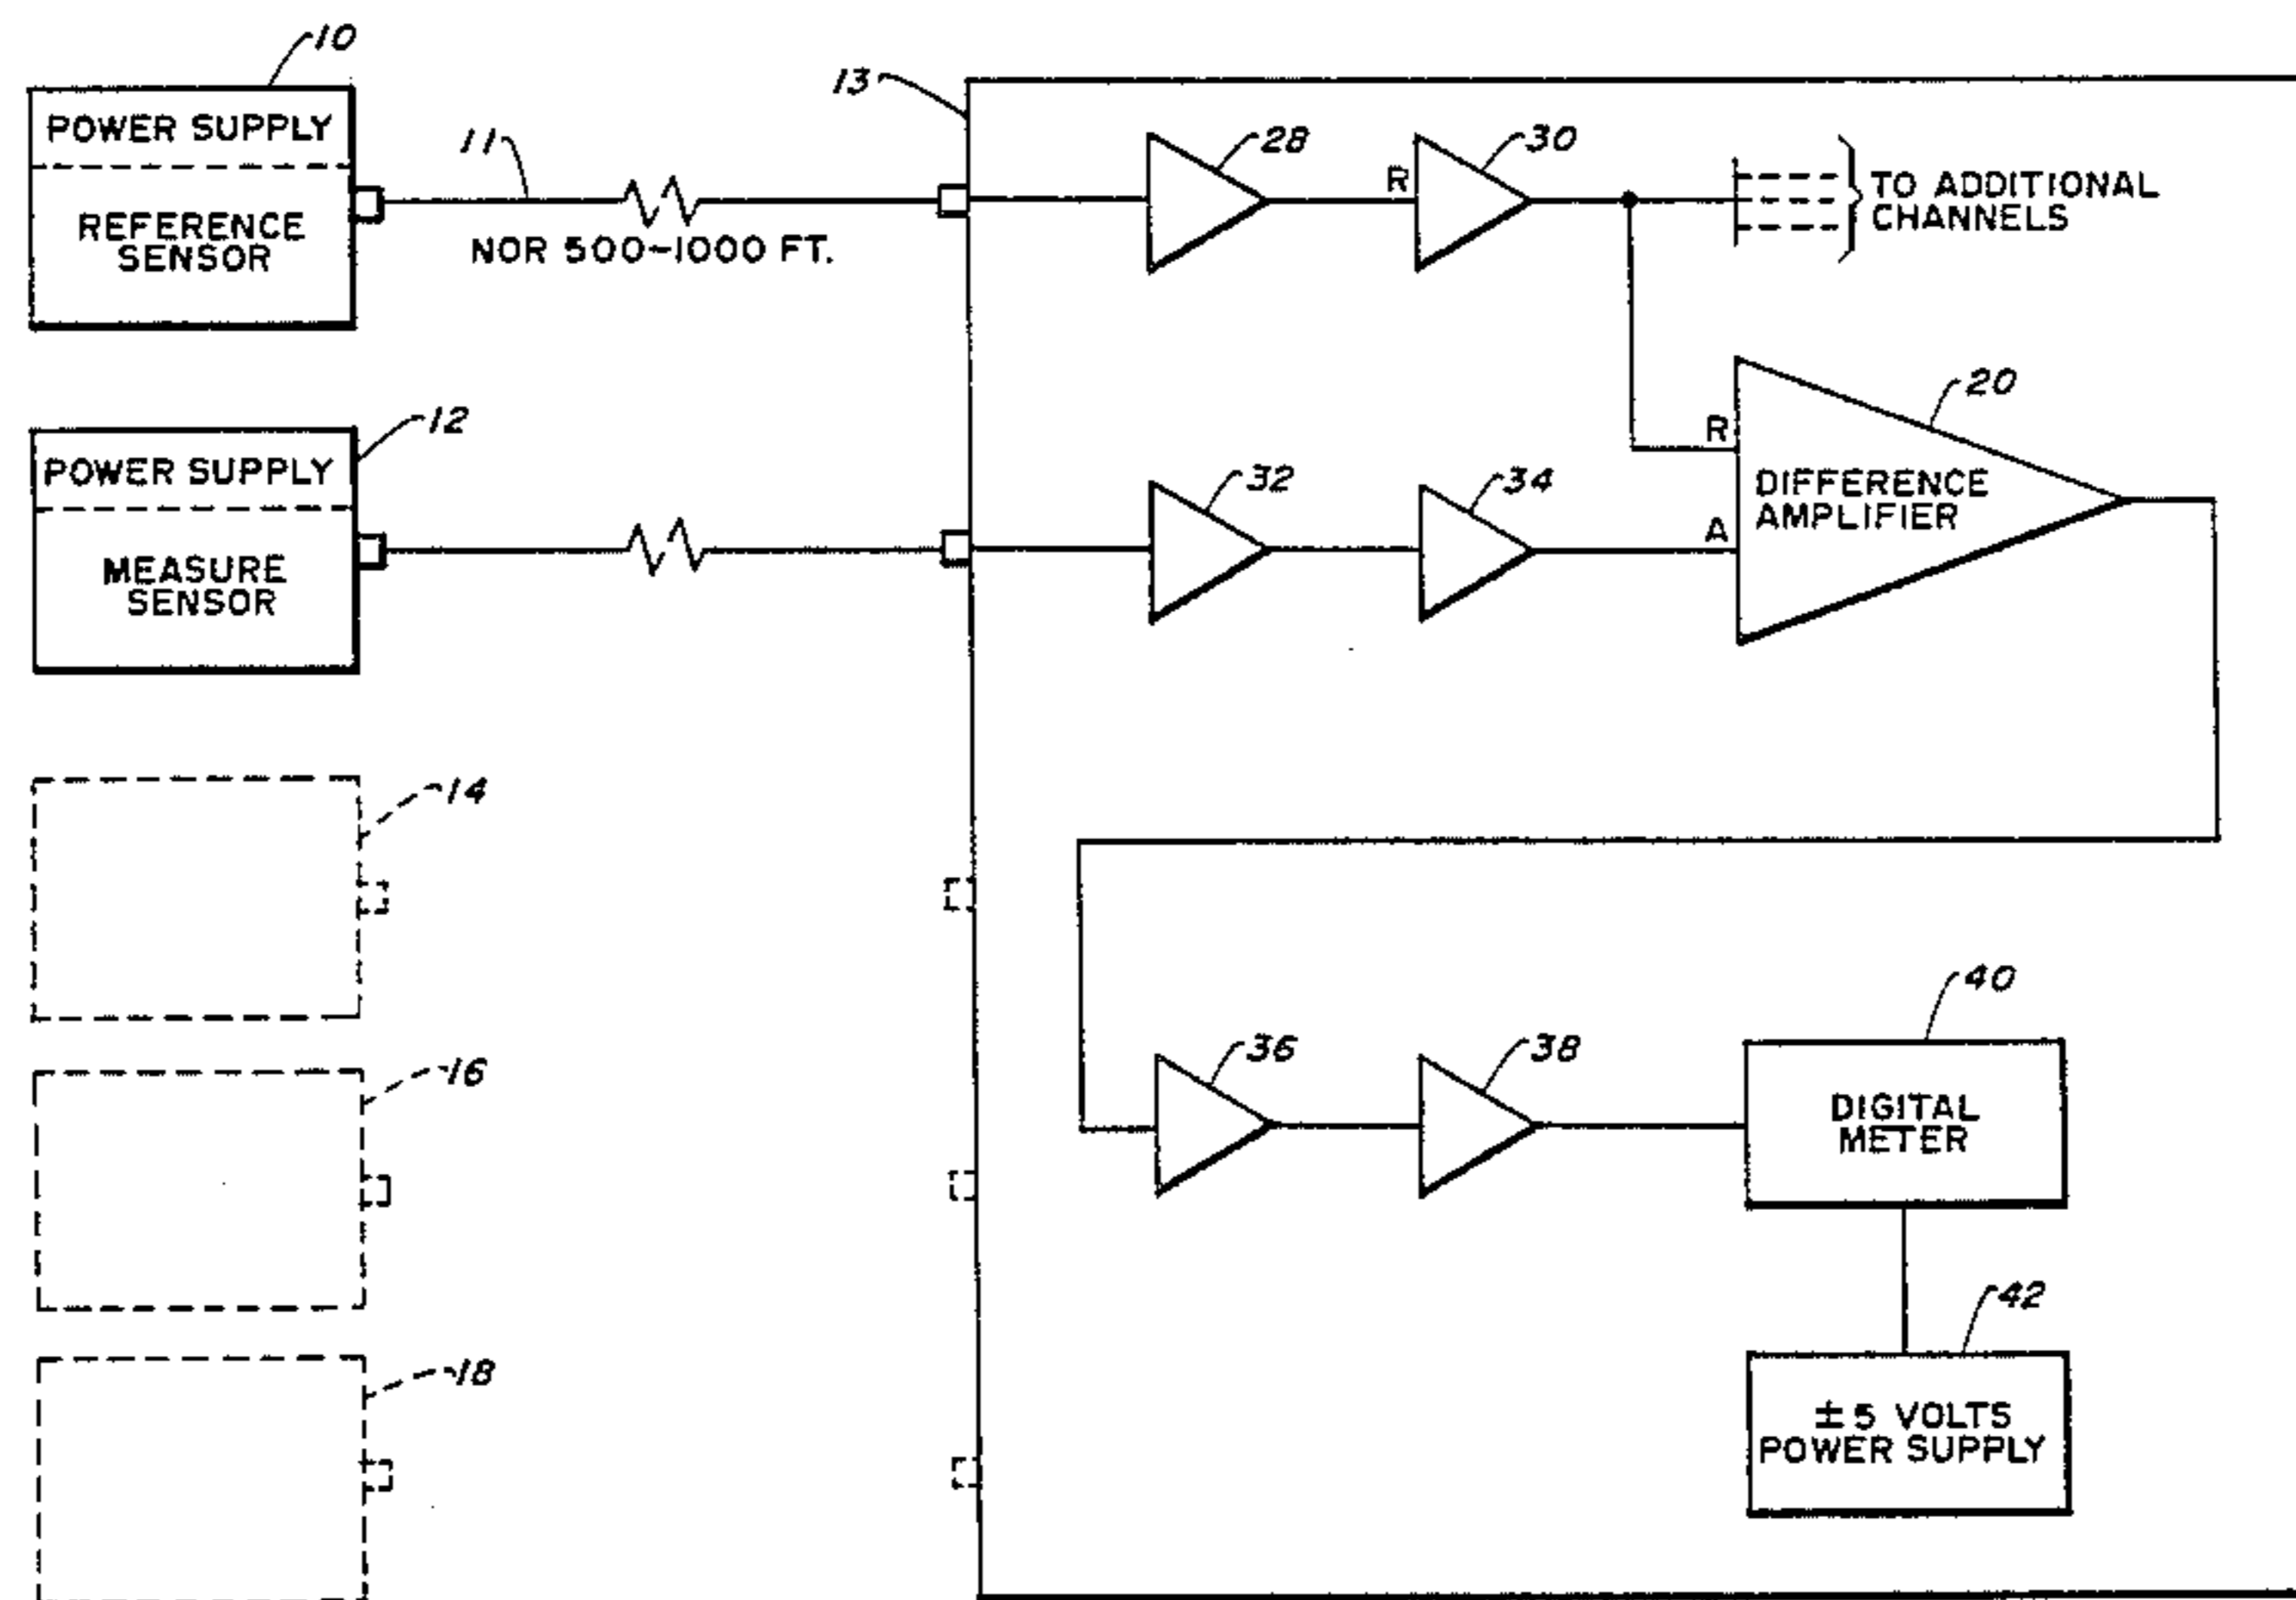 10
POWER SUPPLY
REFERENCE
SENSOR
11
NOR 500-1000 FT.
13
28
R
30
TO ADDITIONAL
CHANNELS
12
POWER SUPPLY
MEASURE
SENSOR
32
34
R
A
20
DIFFERENCE
AMPLIFIER
14
16
18
36
38
40
DIGITAL
METER
42
±5 VOLTS
POWER SUPPLY